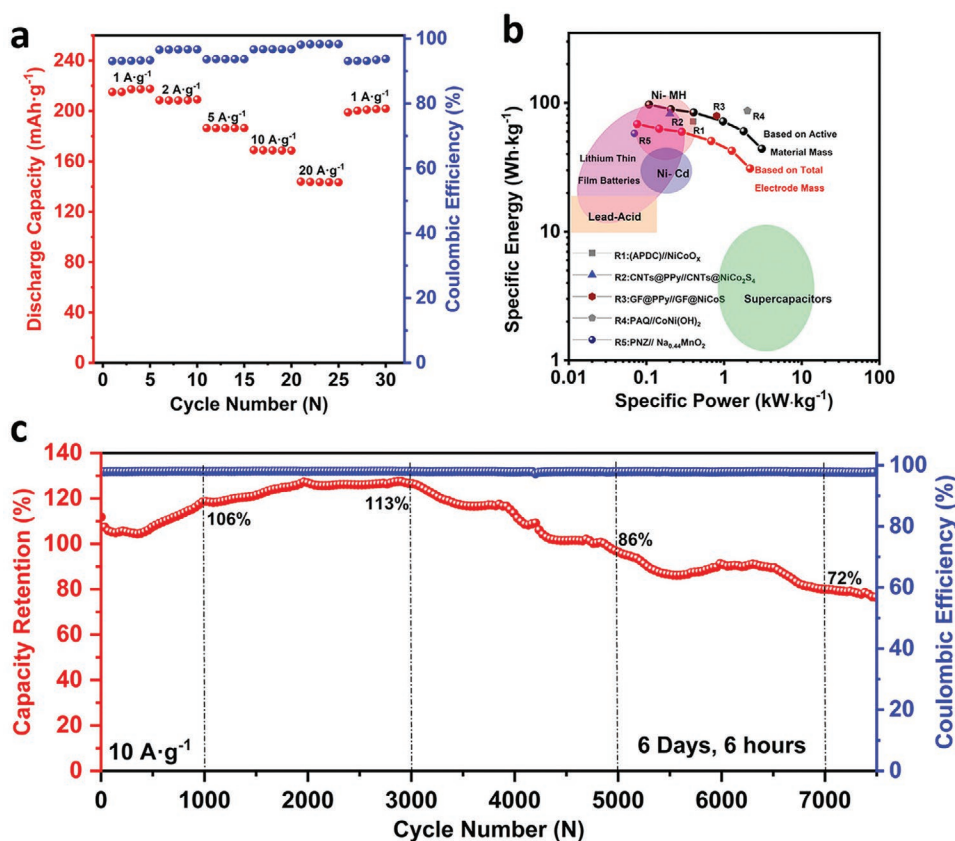 a
Discharge Capacity (mAh·g⁻¹)
240
200
160
120
80
40
0
1 A·g⁻¹
2 A·g⁻¹
5 A·g⁻¹
10 A·g⁻¹
20 A·g⁻¹
1 A·g⁻¹
100
80
60
40
20
0
Coulombic Efficiency (%)
0 5 10 15 20 25 30
Cycle Number (N)
b
Specific Energy (Wh·kg⁻¹)
100
10
1
Ni- MH
R3
R4
R2
R1
R5
Based on Active
Material Mass
Lithium Thin
Film Batteries
Ni- Cd
Based on Total
Electrode Mass
Lead-Acid
R1:(APDC)//NiCoOₓ
R2:CNTs@PPy//CNTs@NiCo₂S₄
R3:GF@PPy//GF@NiCoS
R4:PAQ//CoNi(OH)₂
R5:PNZ// Na₀.₄₄MnO₂
Supercapacitors
0.01 0.1 1 10 100
Specific Power (kW·kg⁻¹)
c
Capacity Retention (%)
140
120
100
80
60
40
20
0
106%
113%
86%
72%
10 A·g⁻¹
6 Days, 6 hours
100
80
60
40
20
0
Coulombic Efficiency (%)
0 1000 2000 3000 4000 5000 6000 7000
Cycle Number (N)